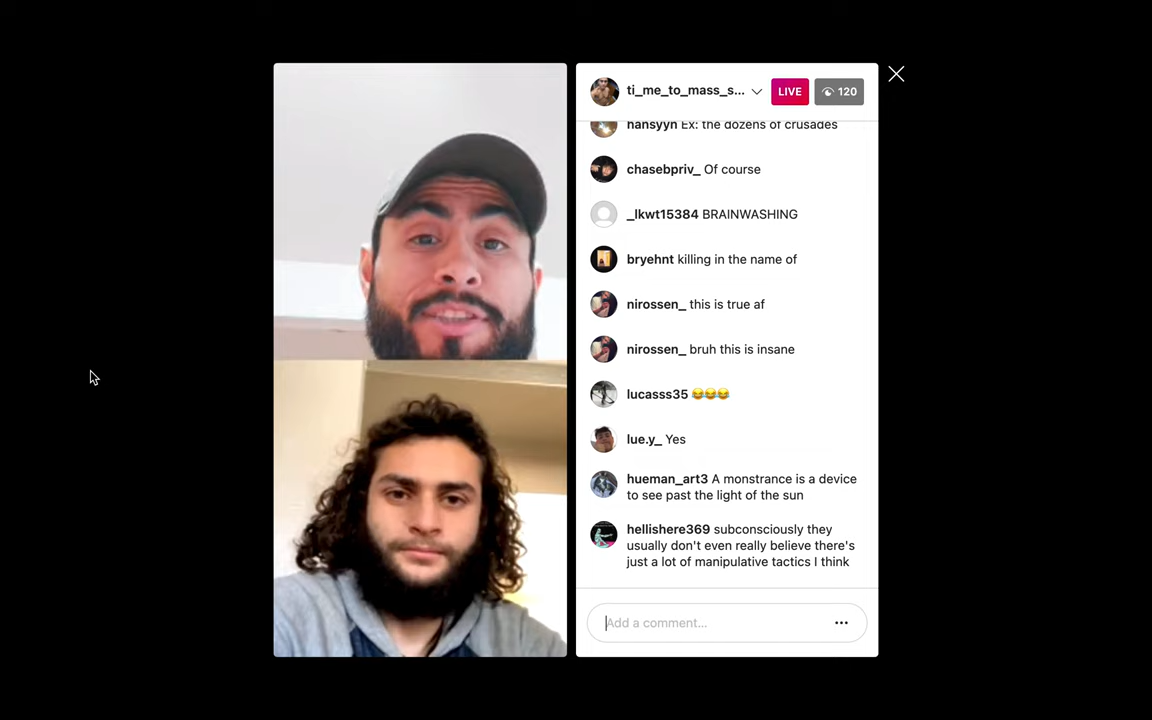 ti_me_to_mass_s...
LIVE
120
hansyyn Ex: the dozens of crusades
chasebpriv_ Of course
_lkwt15384 BRAINWASHING
bryehnt killing in the name of
nirossen_ this is true af
nirossen_ bruh this is insane
lucasss35 😂😂😂
lue.y_ Yes
hueman_art3 A monstrance is a device
to see past the light of the sun
hellishere369 subconsciously they
usually don't even really believe there's
just a lot of manipulative tactics I think
Add a comment...